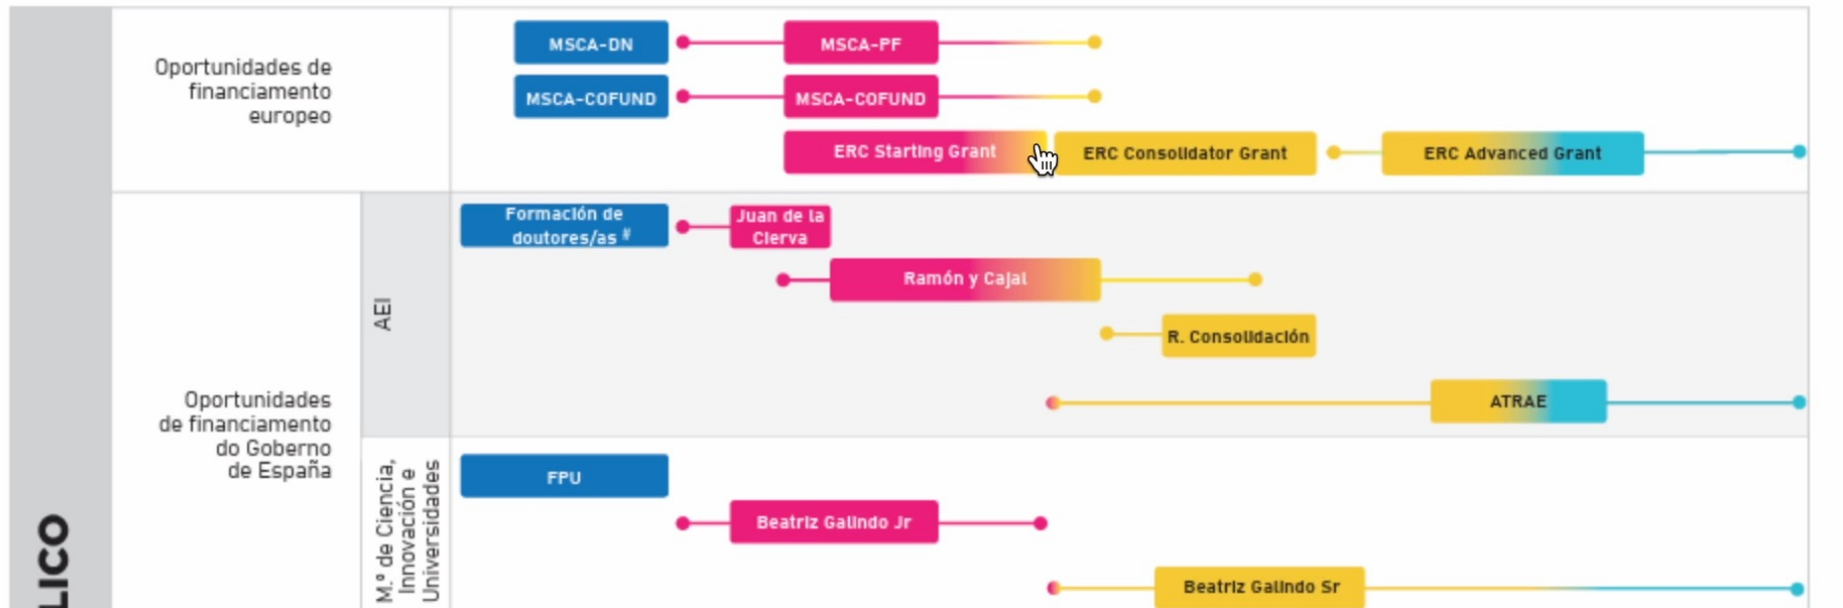 Oportunidades de
financiamento
europeo
MSCA-DN
MSCA-PF
MSCA-COFUND
MSCA-COFUND
ERC Starting Grant
ERC Consolidator Grant
ERC Advanced Grant
Oportunidades
de financiamento
do Goberno
de España
AEI
Formación de
doutores/as
Juan de la
Cierva
Ramón y Cajal
R. Consolidación
ATRAE
M.º de Ciencia,
Innovación e
Universidades
FPU
Beatriz Galindo Jr
Beatriz Galindo Sr
LICO